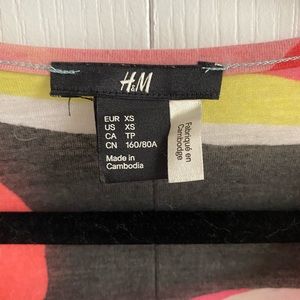 H&M
EUR XS
US XS
CA TP
CN 160/80A
Made in
Cambodia
Fabriqué en
Cambodge